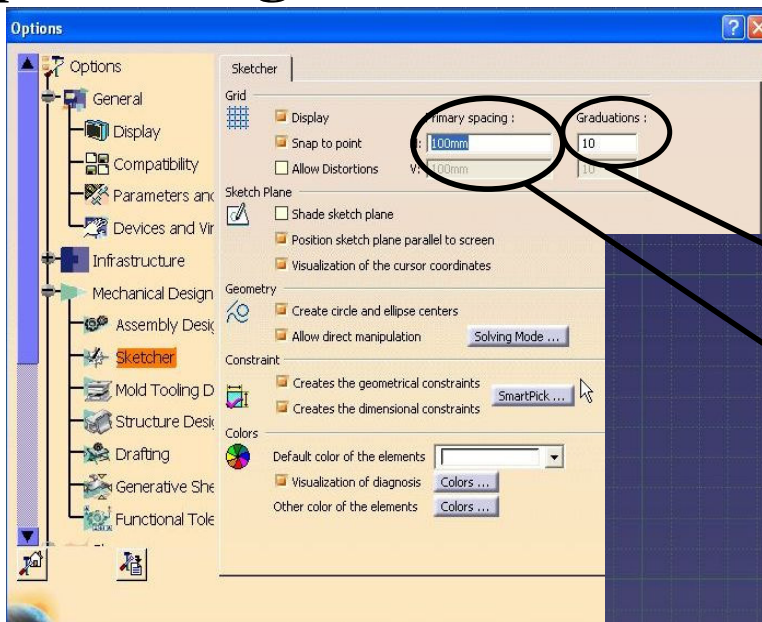 Options
Options
General
Display
Compatibility
Parameters and
Devices and Vir
Infrastructure
Mechanical Design
Assembly Desig
Sketcher
Mold Tooling D
Structure Desig
Drafting
Generative She
Functional Tole
Sketcher
Grid
Display Primary spacing : Graduations :
Snap to point H: 100mm 10
Allow Distortions V: 100mm 10
Sketch Plane
Shade sketch plane
Position sketch plane parallel to screen
Visualization of the cursor coordinates
Geometry
Create circle and ellipse centers
Allow direct manipulation Solving Mode ...
Constraint
Creates the geometrical constraints
SmartPick ...
Creates the dimensional constraints
Colors
Default color of the elements
Visualization of diagnosis Colors ...
Other color of the elements Colors ...